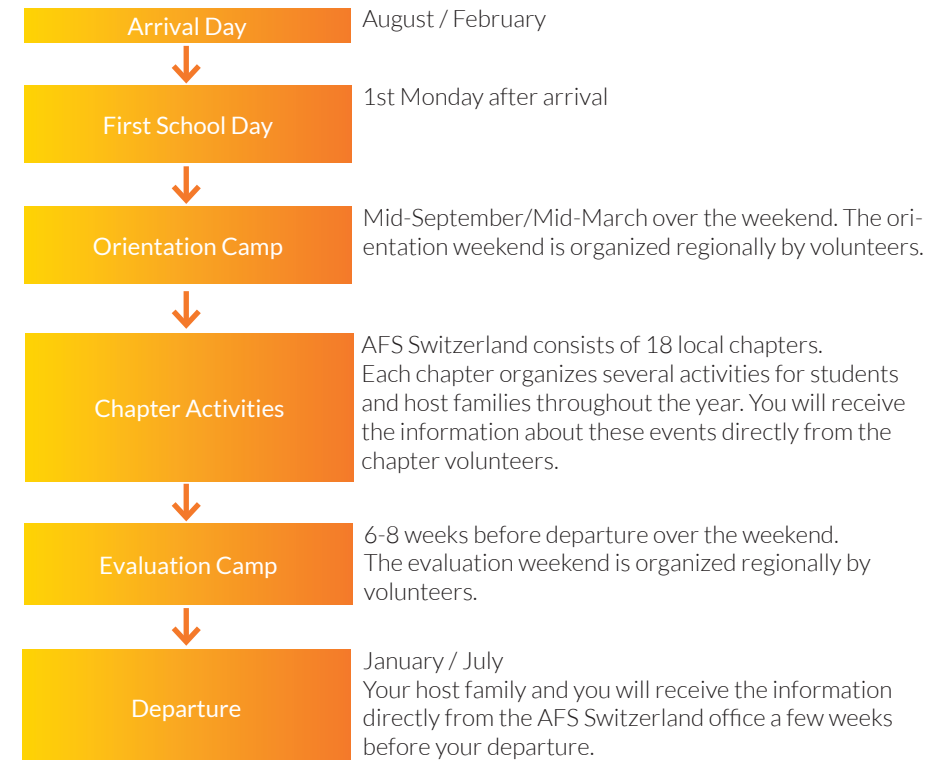 Arrival Day
August / February
First School Day
1st Monday after arrival
Orientation Camp
Mid-September/Mid-March over the weekend. The ori-
entation weekend is organized regionally by volunteers.
Chapter Activities
AFS Switzerland consists of 18 local chapters.
Each chapter organizes several activities for students
and host families throughout the year. You will receive
the information about these events directly from the
chapter volunteers.
Evaluation Camp
6-8 weeks before departure over the weekend.
The evaluation weekend is organized regionally by
volunteers.
Departure
January / July
Your host family and you will receive the information
directly from the AFS Switzerland office a few weeks
before your departure.